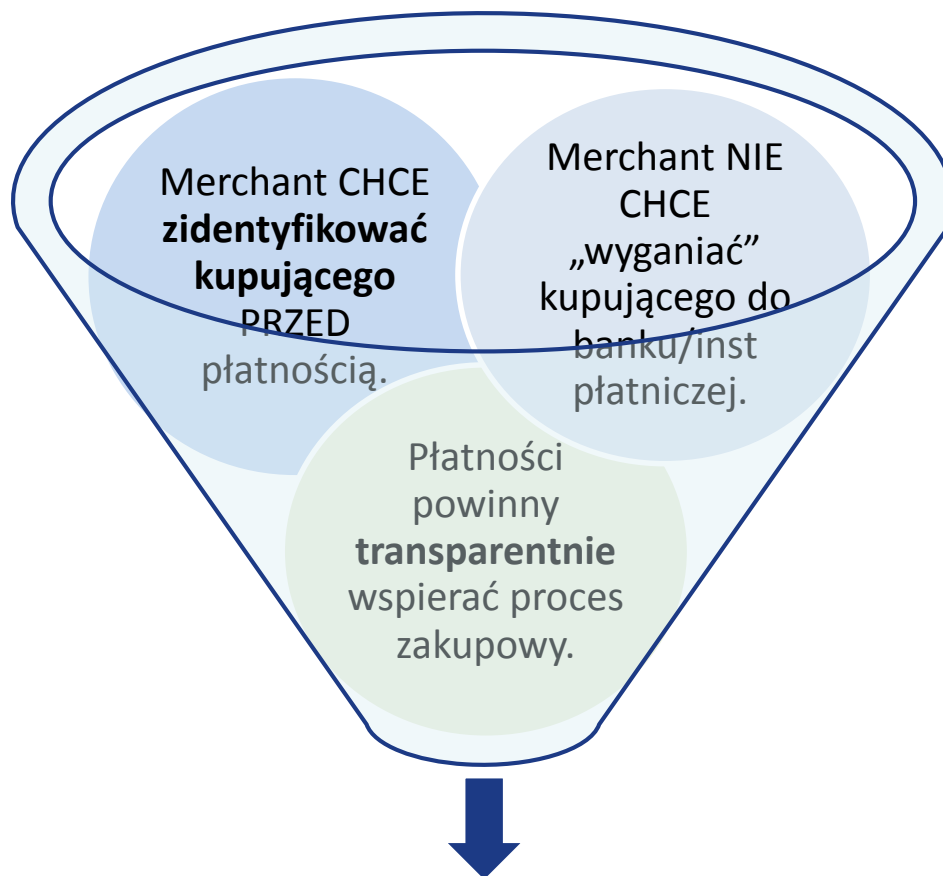 Merchant CHCE
zidentyfikować
kupującego
PRZED
płatnością.
Merchant NIE
CHCE
„wyganiać”
kupującego do
banku/inst
płatniczej.
Płatności
powinny
transparentnie
wspierać proces
zakupowy.